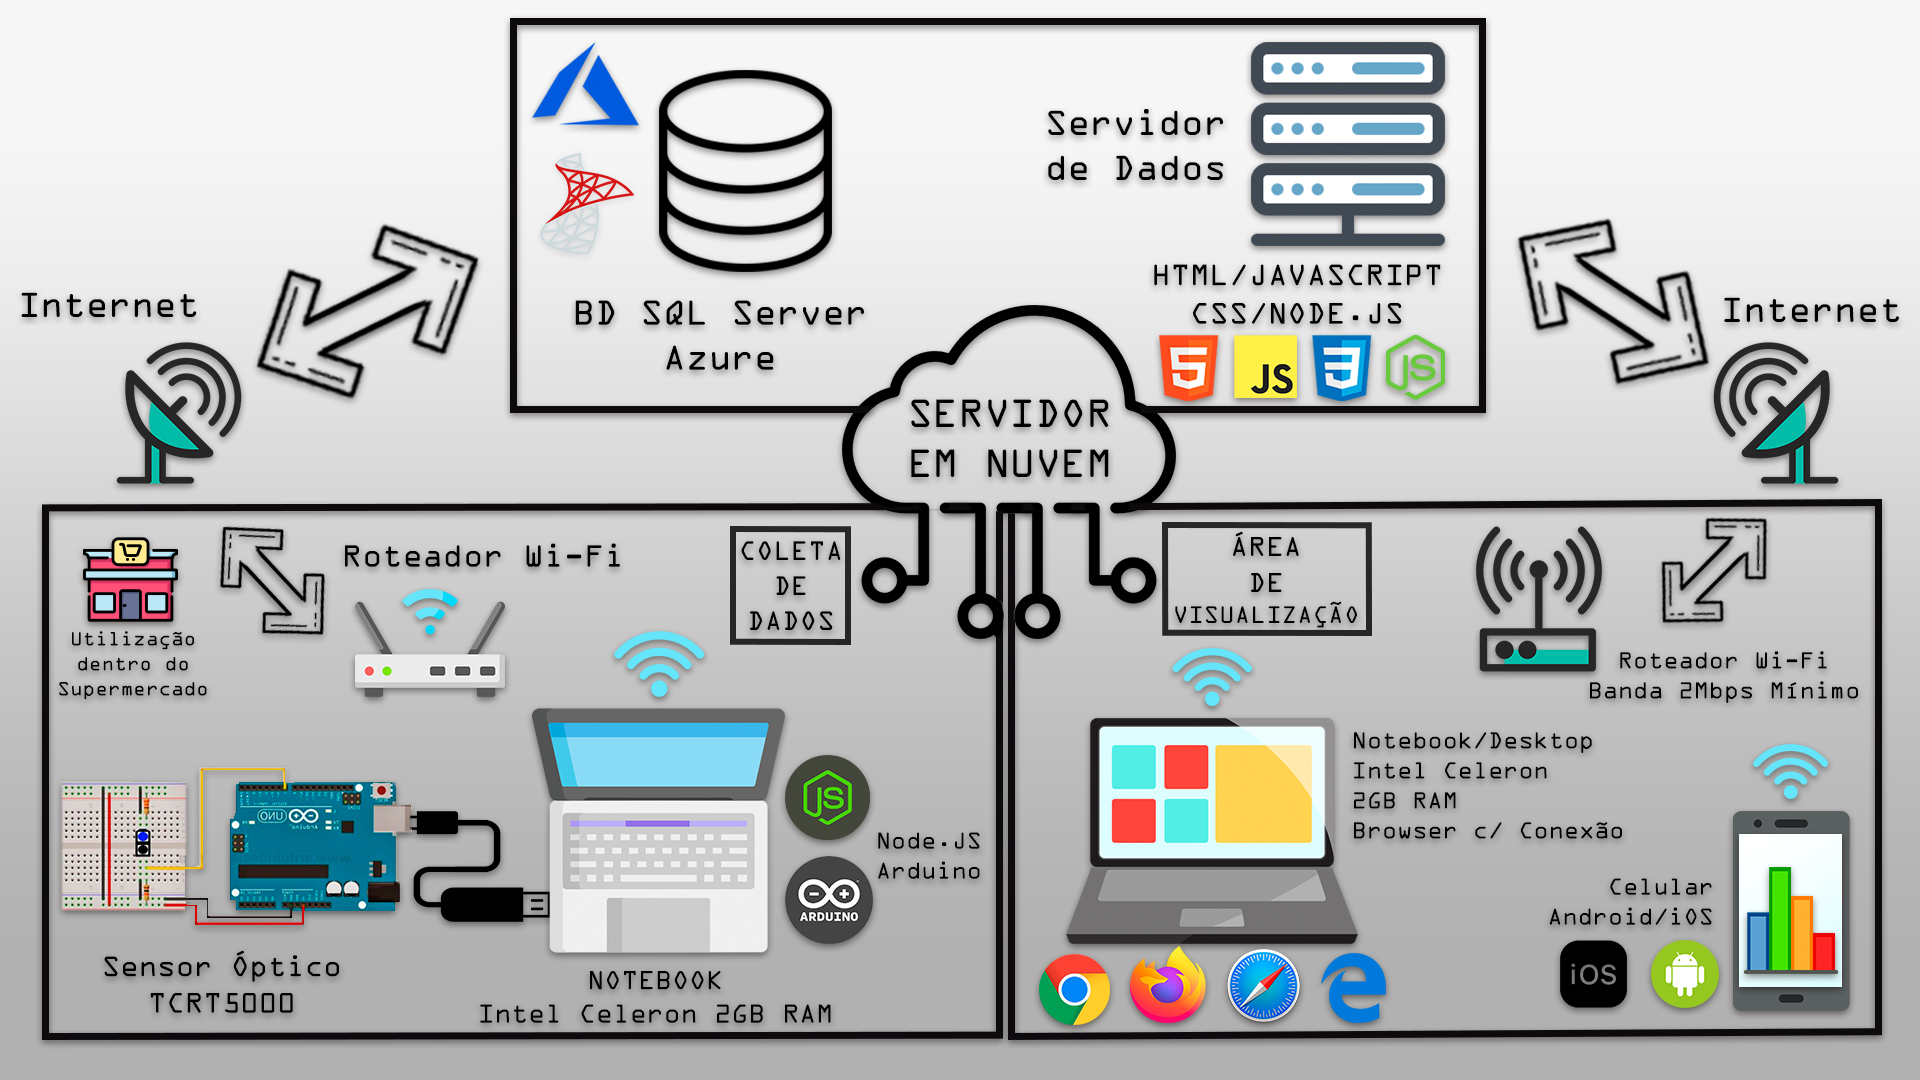 Servidor
de Dados
HTML/JAVASCRIPT
CSS/NODE.JS
JS
JS
BD SQL Server
Azure
Internet
Internet
SERVIDOR
EM NUVEM
COLETA
DE
DADOS
ÁREA
DE
VISUALIZAÇÃO
Roteador Wi-Fi
Utilização
dentro do
Supermercado
Roteador Wi-Fi
Banda 2Mbps Mínimo
Notebook/Desktop
Intel Celeron
2GB RAM
Browser c/ Conexão
JS
Node.JS
Arduino
ARDUINO
UNO
Celular
Android/iOS
iOS
Sensor Óptico
TCRT5000
NOTEBOOK
Intel Celeron 2GB RAM